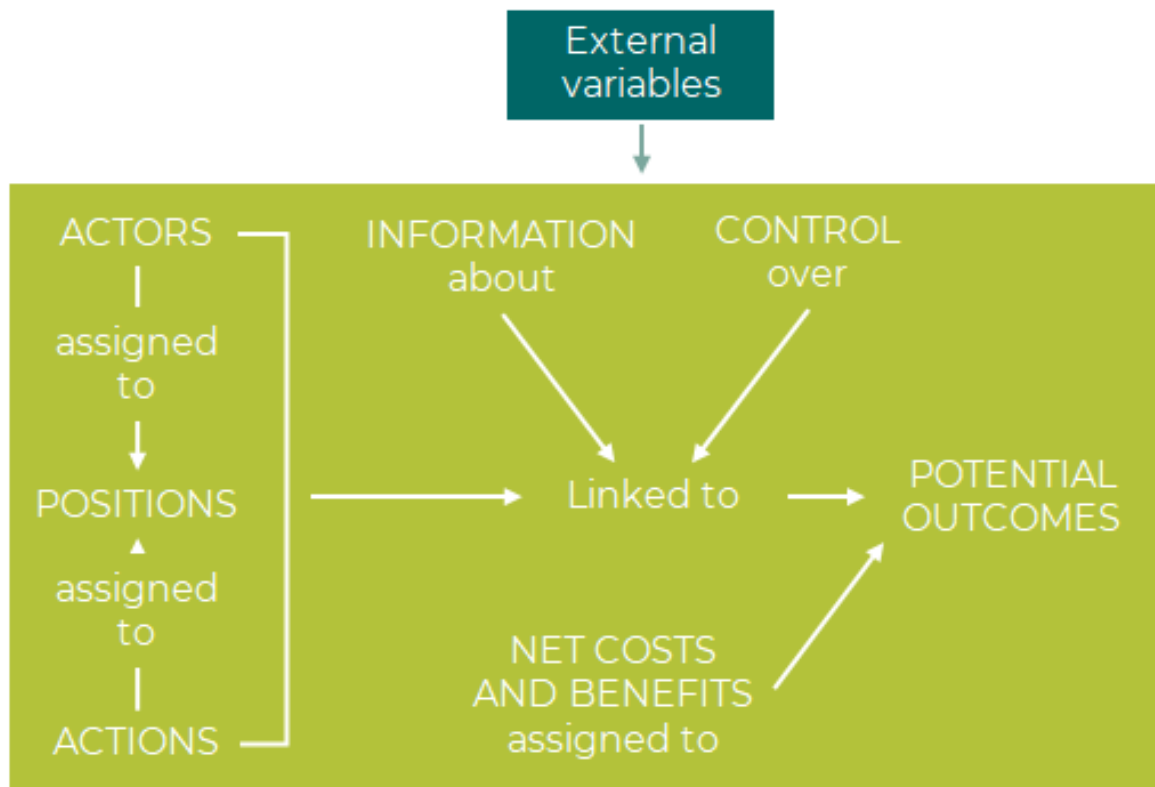 External
variables
ACTORS
assigned
to
POSITIONS
assigned
to
ACTIONS
INFORMATION
about
CONTROL
over
Linked to
POTENTIAL
OUTCOMES
NET COSTS
AND BENEFITS
assigned to